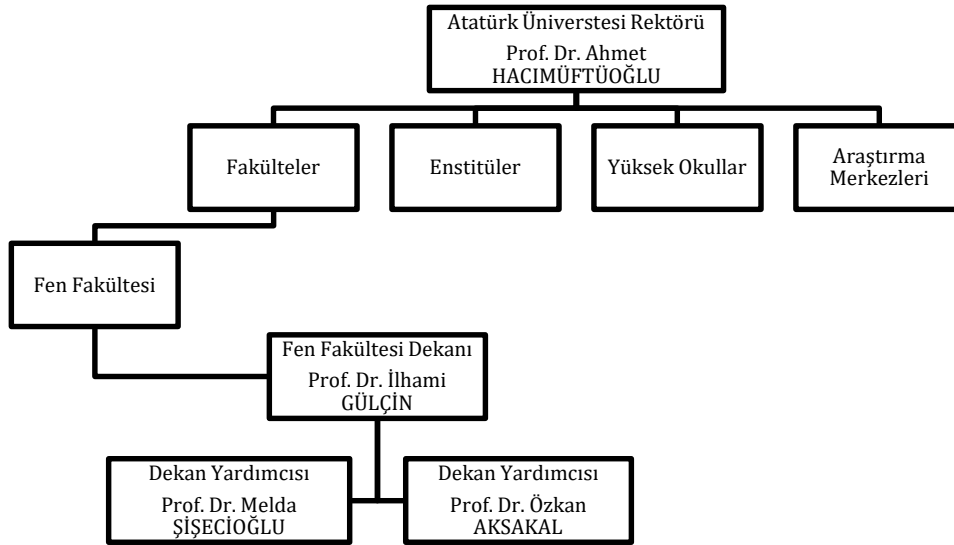 Atatürk Üniverstesi Rektörü
Prof. Dr. Ahmet
HACIMÜFTÜOĞLU
Fakülteler
Enstitüler
Yüksek Okullar
Araştırma
Merkezleri
Fen Fakültesi
Fen Fakültesi Dekanı
Prof. Dr. İlhami
GÜLÇİN
Dekan Yardımcısı
Prof. Dr. Melda
ŞİŞECİOĞLU
Dekan Yardımcısı
Prof. Dr. Özkan
AKSAKAL